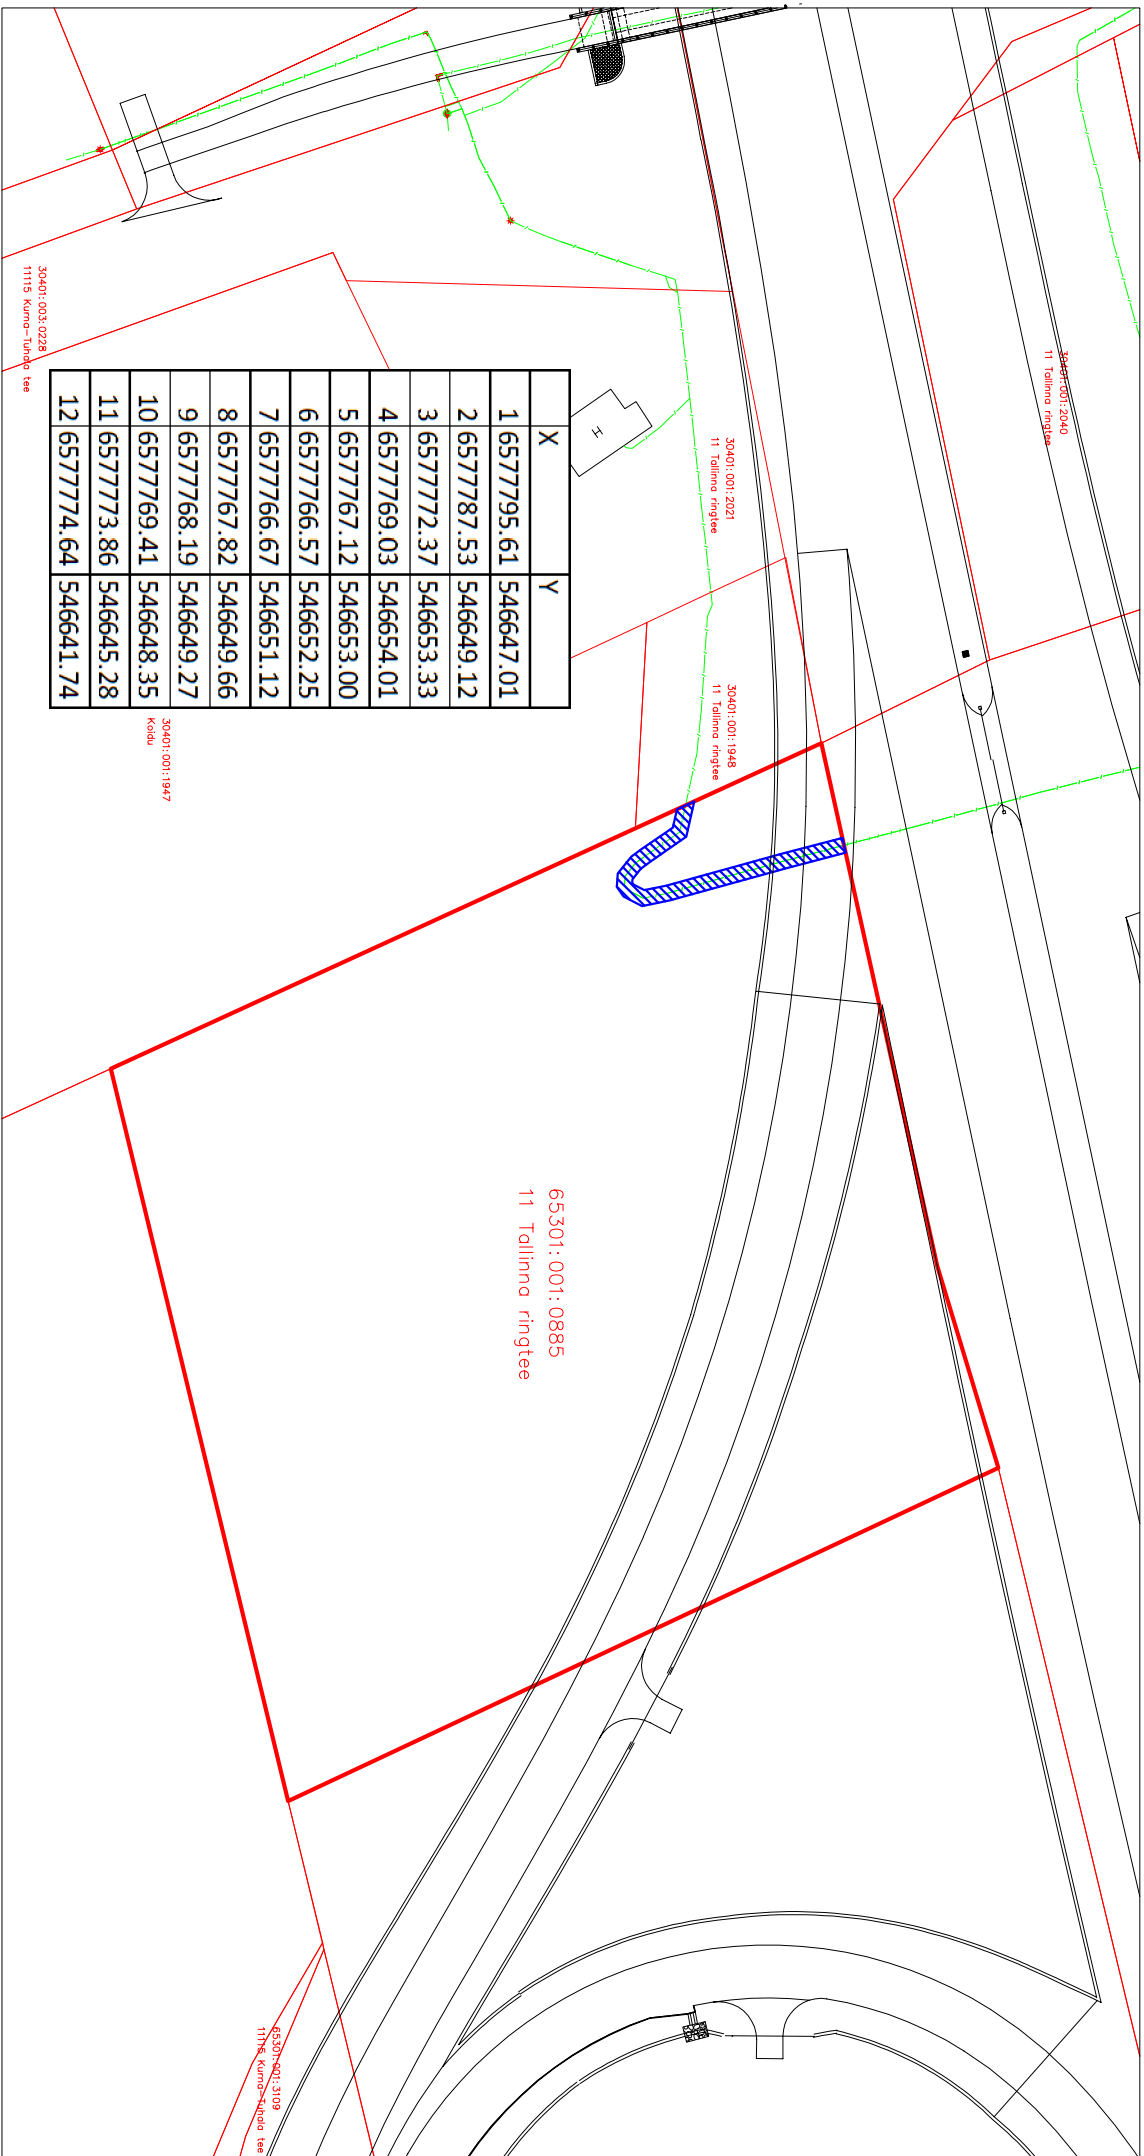 30401:001:2040
11 Tallinna ringtee
30401:001:2021
11 Tallinna ringtee
30401:001:1948
11 Tallinna ringtee
H
X Y
1 6577795.61 546647.01
2 6577787.53 546649.12
3 6577772.37 546653.33
4 6577769.03 546654.01
5 6577767.12 546653.00
6 6577766.57 546652.25
7 6577766.67 546651.12
8 6577767.82 546649.66
9 6577768.19 546649.27
10 6577769.41 546648.35
11 6577773.86 546645.28
12 6577774.64 546641.74
30401:003:0228
11115 Kurna-Tuhala tee
30401:001:1947
Koidu
65301:001:0885
11 Tallinna ringtee
65301:001:3109
11115 Kurna-Tuhala tee